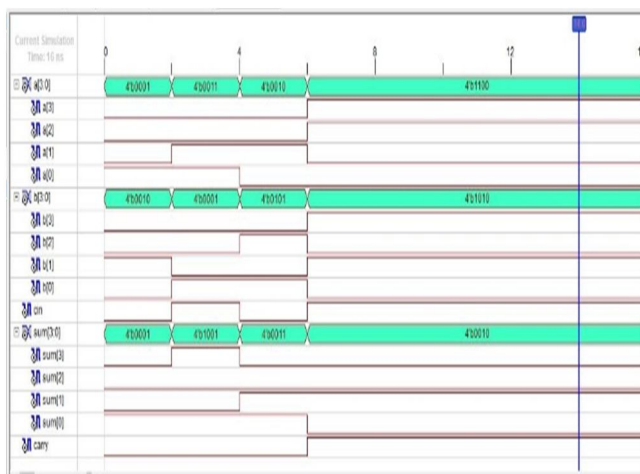 Current Simulation
Time: 16 ns
0 4 8 12
a[3:0] 4'b0001 4'b0011 4'b0010 4'b1100
a[3]
a[2]
a[1]
a[0]
b[3:0] 4'b0010 4'b0001 4'b0101 4'b1010
b[3]
b[2]
b[1]
b[0]
cin
sum[3:0] 4'b0001 4'b1001 4'b0011 4'b0010
sum[3]
sum[2]
sum[1]
sum[0]
carry